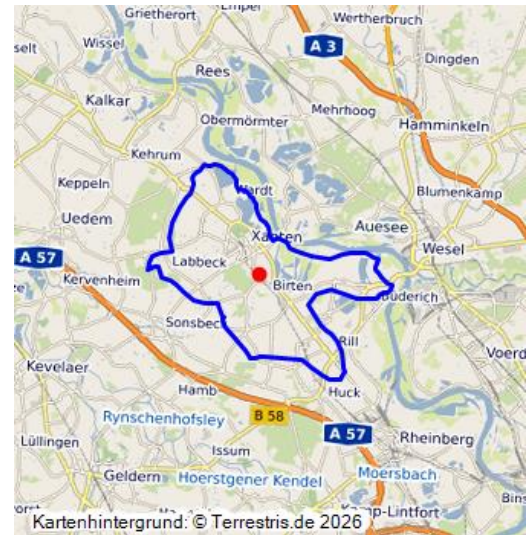 Grietherort
Empel
Wertherbruch
A 3
Wissel
Rees
Dingden
Kalkar
Mehrhoog
Obermörmter
Hamminkeln
Kehrum
Keppeln
Wardt
Blumenkamp
Uedem
Auesee
Xanten
Wesel
A 57
Labbeck
Kervenheim
Birten
Büderich
Sonsbeck
Rill
Voerd
Kevelaer
Hamb
Huck
B 58
Rynschenhofsley
A 57
Rheinberg
Lüllingen
Issum
Geldern
Hoerstgener Kendel
Moersbach
Bins
Kamp-Lintfort
Kartenhintergrund: © Terrestris.de 2026